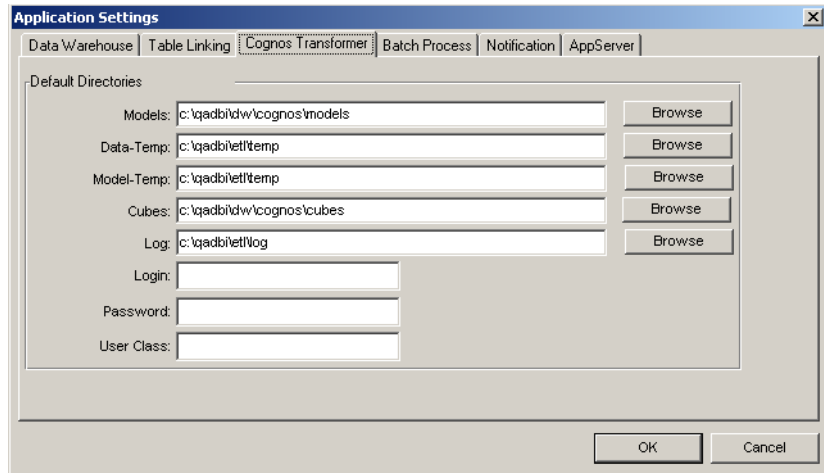 Application Settings
Data Warehouse Table Linking Cognos Transformer Batch Process Notification AppServer
Default Directories
Models: c:\qadbi\dw\cognos\models Browse
Data-Temp: c:\qadbi\etl\temp Browse
Model-Temp: c:\qadbi\etl\temp Browse
Cubes: c:\qadbi\dw\cognos\cubes Browse
Log: c:\qadbi\etl\log Browse
Login:
Password:
User Class:
OK Cancel